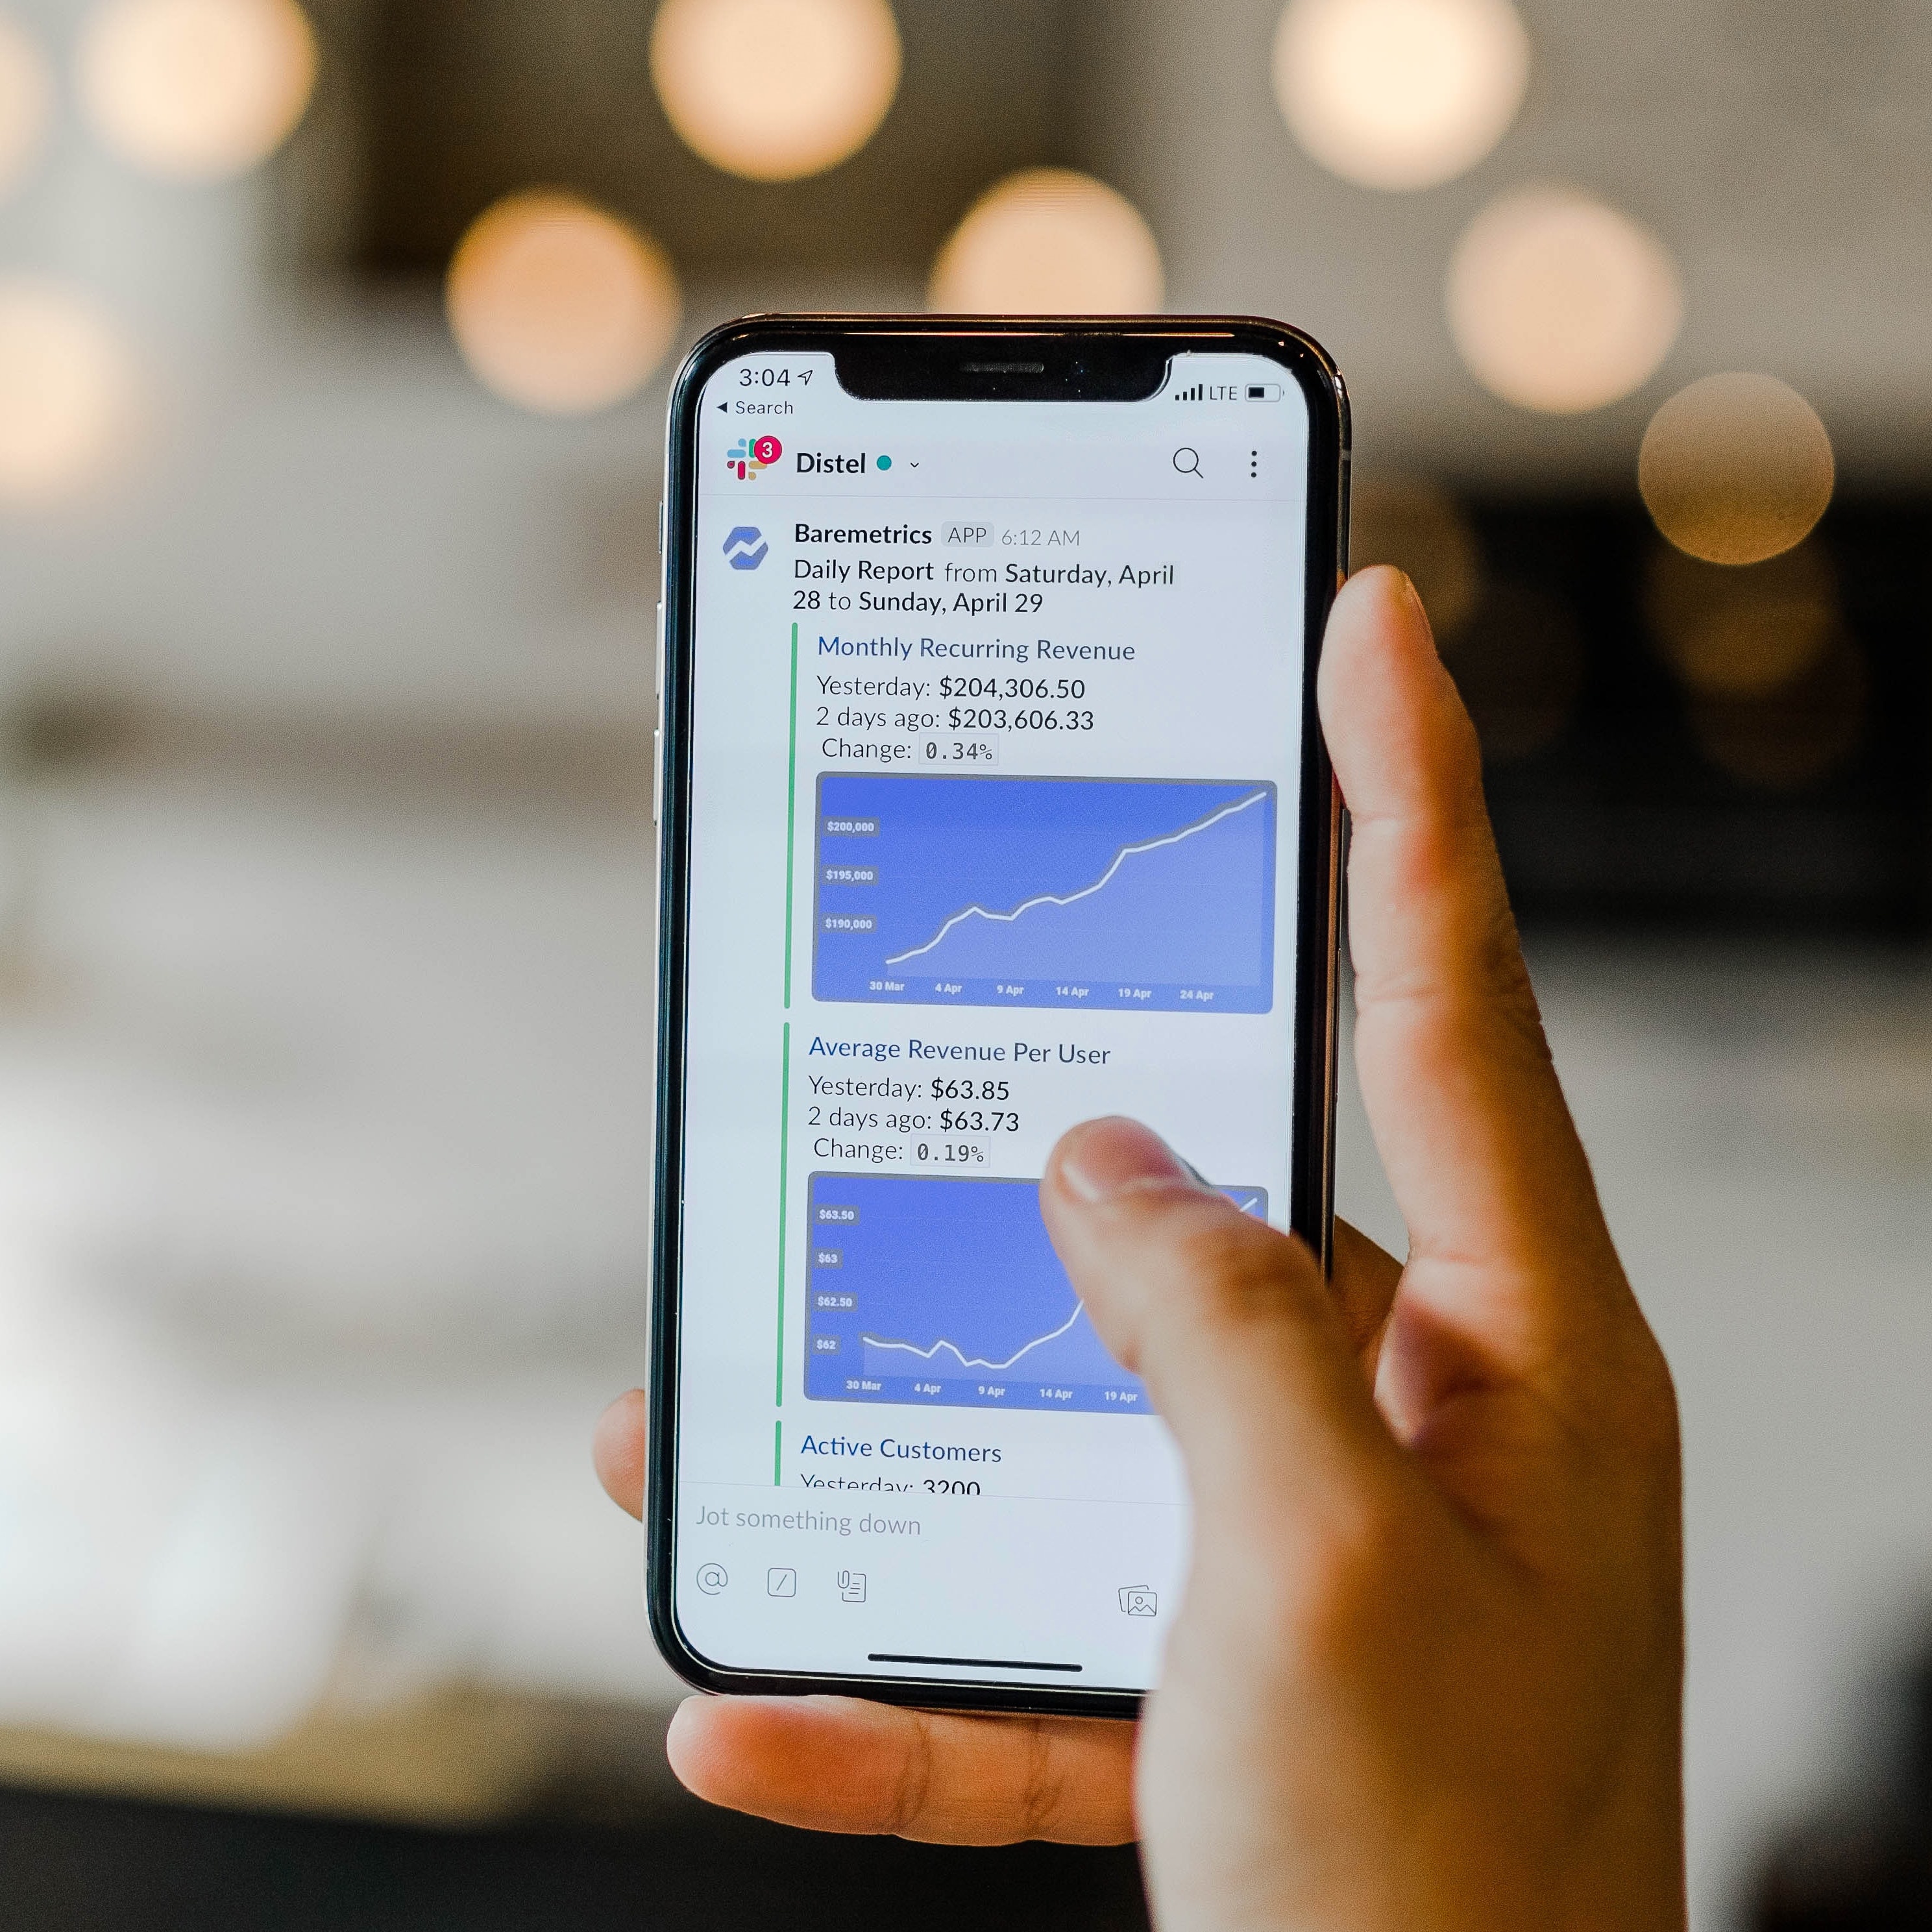 3:04
LTE
◀ Search
3
Distel
Baremetrics APP 6:12 AM
Daily Report from Saturday, April
28 to Sunday, April 29
Monthly Recurring Revenue
Yesterday: $204,306.50
2 days ago: $203,606.33
Change: 0.34%
$200,000
$195,000
$190,000
30 Mar 4 Apr 9 Apr 14 Apr 19 Apr 24 Apr
Average Revenue Per User
Yesterday: $63.85
2 days ago: $63.73
Change: 0.19%
$63.50
$63
$62.50
$62
30 Mar 4 Apr 9 Apr 14 Apr 19 Apr
Active Customers
Yesterday: 3200
Jot something down
@